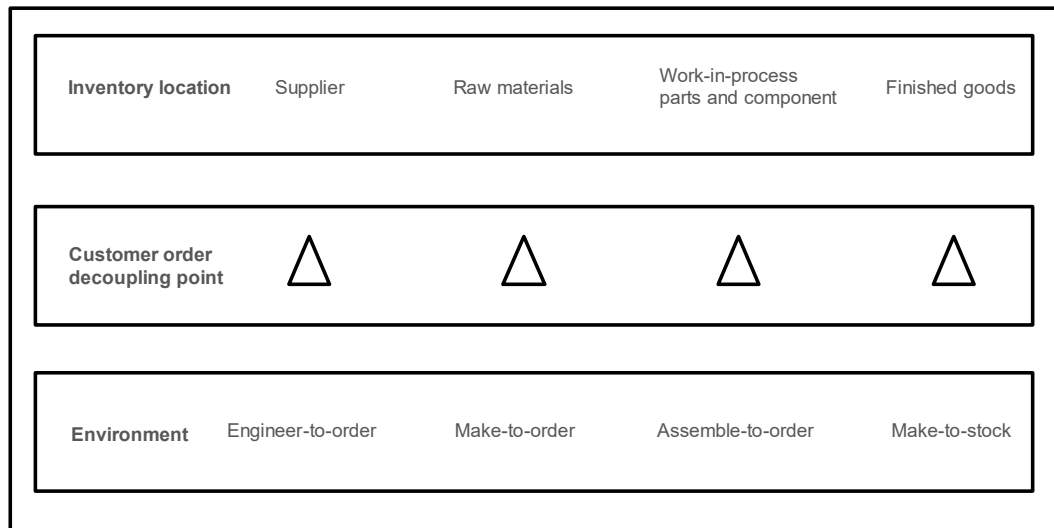 Inventory location
Supplier
Raw materials
Work-in-process
parts and component
Finished goods
Customer order
decoupling point
Environment
Engineer-to-order
Make-to-order
Assemble-to-order
Make-to-stock